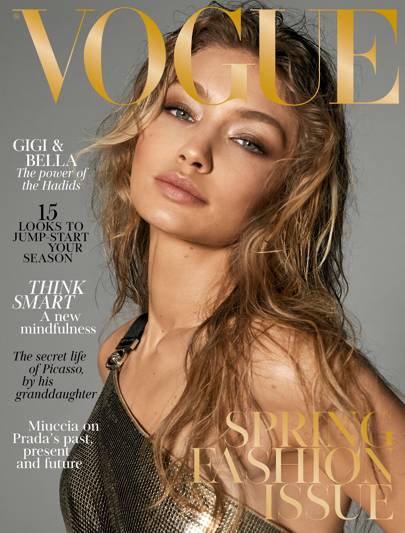 VOGUE
GIGI &
BELLA
The power of
the Hadids
15
LOOKS TO
JUMP-START
YOUR
SEASON
THINK
SMART
A new
mindfulness
The secret life
of Picasso,
by his
granddaughter
Miuccia on
Prada's past,
present
and future
SPRING
FASHION
ISSUE